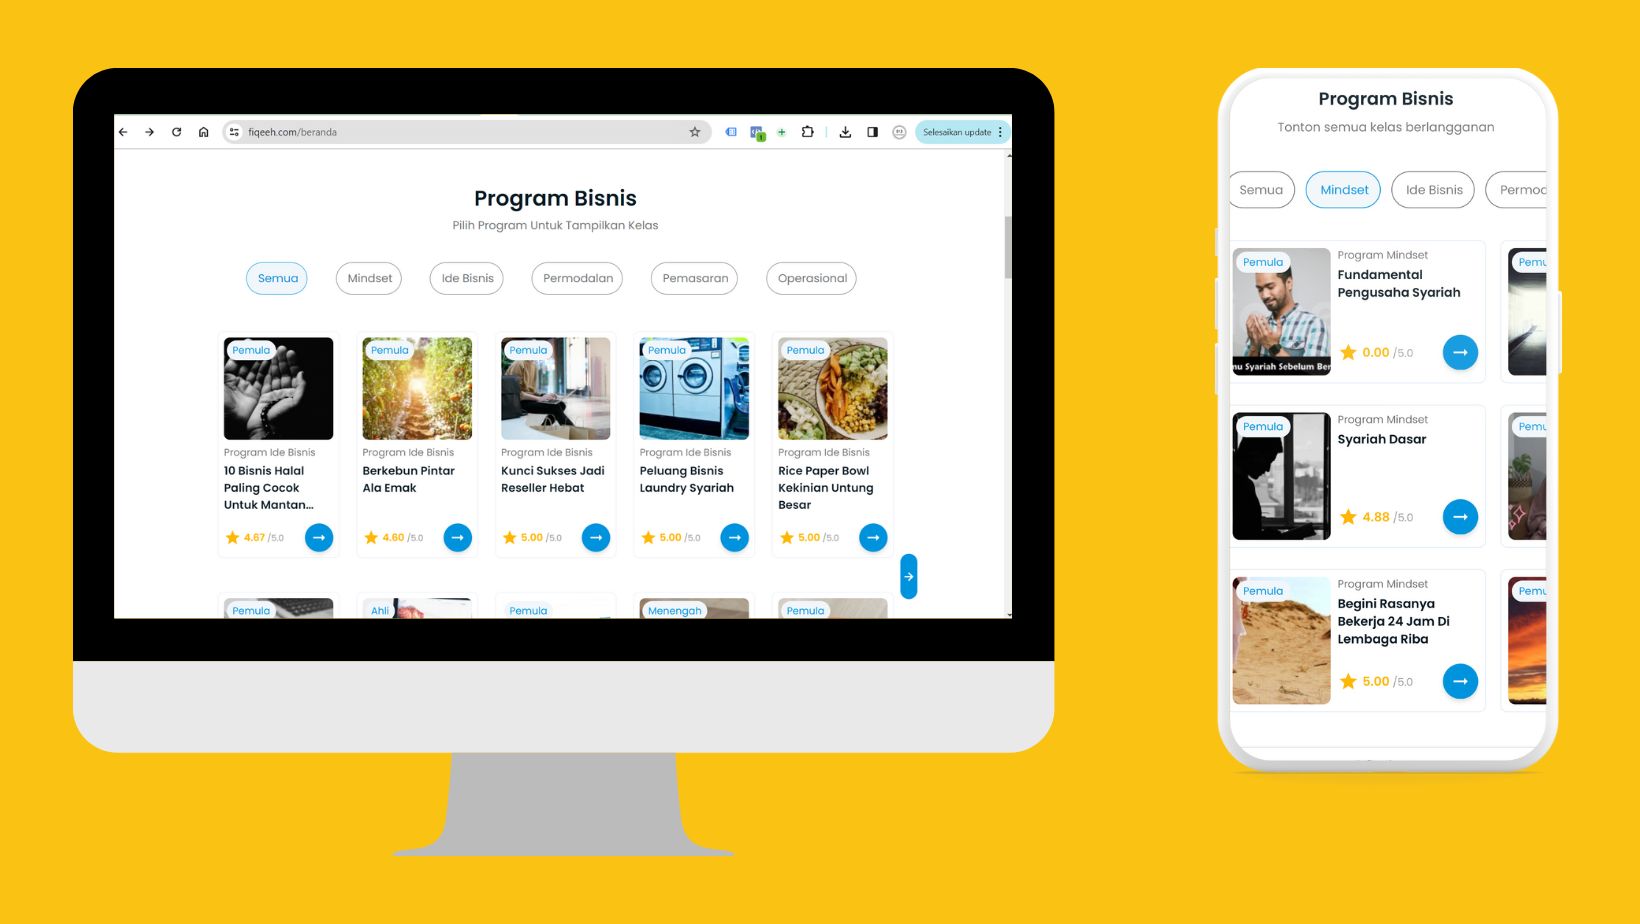 fiqeeh.com/beranda
Selesaikan update
Program Bisnis
Pilih Program Untuk Tampilkan Kelas
Semua
Mindset
Ide Bisnis
Permodalan
Pemasaran
Operasional
Pemula
Program Ide Bisnis
10 Bisnis Halal
Paling Cocok
Untuk Mantan...
4.67 /5.0
Pemula
Program Ide Bisnis
Berkebun Pintar
Ala Emak
4.60 /5.0
Pemula
Program Ide Bisnis
Kunci Sukses Jadi
Reseller Hebat
5.00 /5.0
Pemula
Program Ide Bisnis
Peluang Bisnis
Laundry Syariah
5.00 /5.0
Pemula
Program Ide Bisnis
Rice Paper Bowl
Kekinian Untung
Besar
5.00 /5.0
Pemula
Ahli
Pemula
Menengah
Pemula
Program Bisnis
Tonton semua kelas berlangganan
Semua
Mindset
Ide Bisnis
Permod
Pemula
nu Syariah Sebelum Ber
Program Mindset
Fundamental
Pengusaha Syariah
0.00 /5.0
Pemu
Pemula
Program Mindset
Syariah Dasar
4.88 /5.0
Pemu
Pemula
Program Mindset
Begini Rasanya
Bekerja 24 Jam Di
Lembaga Riba
5.00 /5.0
Pemu